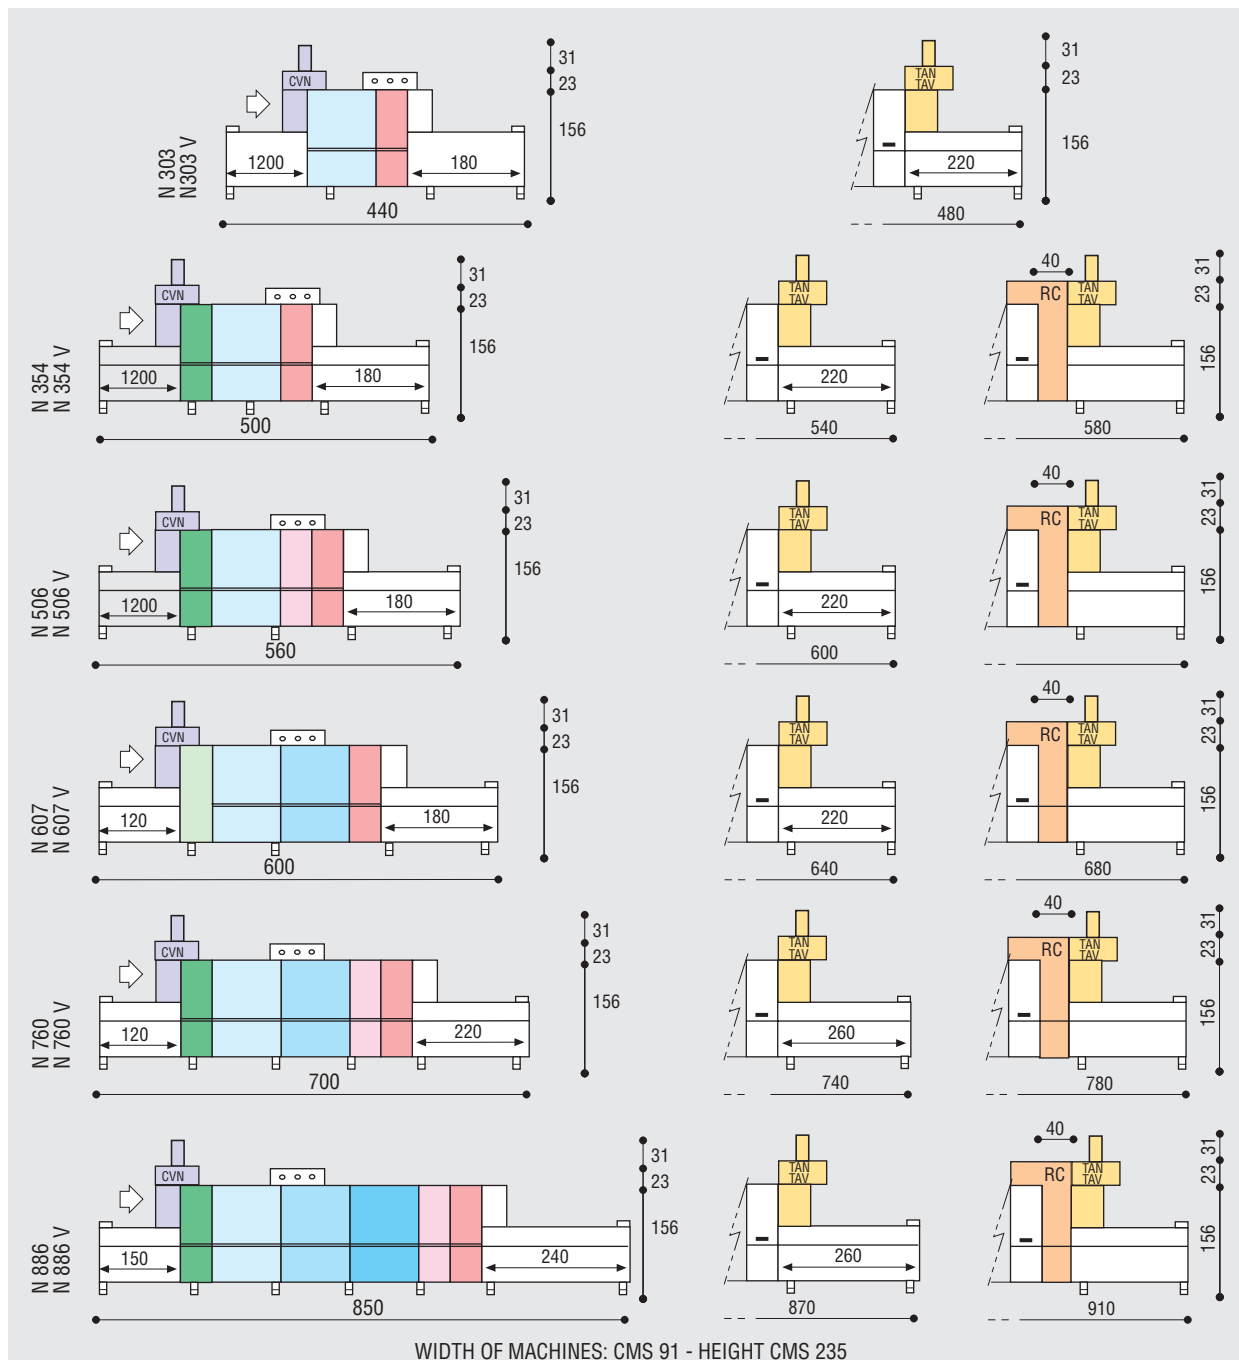 N 303
N303 V
CVN
1200
180
440
31
23
156
TAN
TAV
220
480
31
23
156
N 354
N 354 V
CVN
1200
180
500
31
23
156
TAN
TAV
220
540
40
RC
TAN
TAV
580
31
23
156
N 506
N 506 V
CVN
1200
180
560
31
23
156
TAN
TAV
220
600
40
RC
TAN
TAV
31
23
156
N 607
N 607 V
CVN
120
180
600
31
23
156
TAN
TAV
220
640
40
RC
TAN
TAV
680
31
23
156
N 760
N 760 V
CVN
120
220
700
31
23
156
TAN
TAV
260
740
40
RC
TAN
TAV
780
31
23
156
N 886
N 886 V
CVN
150
240
850
31
23
156
TAN
TAV
260
870
40
RC
TAN
TAV
910
31
23
156
WIDTH OF MACHINES: CMS 91 - HEIGHT CMS 235